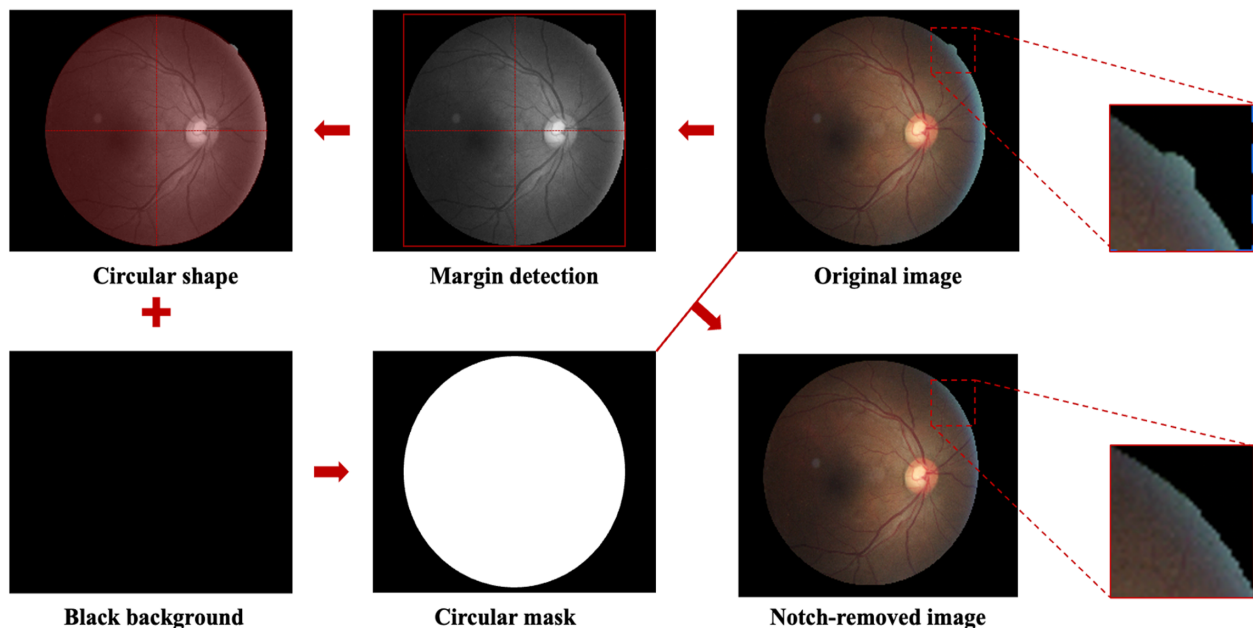 Circular shape
Margin detection
Original image
Black background
Circular mask
Notch-removed image